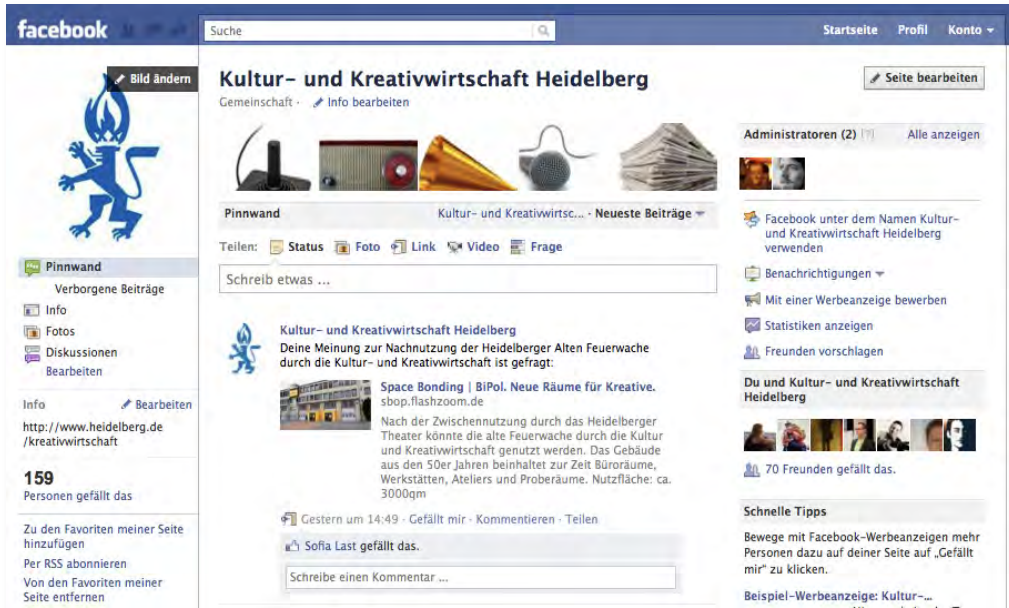 facebook
Suche
Startseite Profil Konto
Bild ändern
Pinnwand
Verborgene Beiträge
Info
Fotos
Diskussionen
Bearbeiten
Info Bearbeiten
http://www.heidelberg.de
/kreativwirtschaft
159
Personen gefällt das
Zu den Favoriten meiner Seite
hinzufügen
Per RSS abonnieren
Von den Favoriten meiner
Seite entfernen
Kultur- und Kreativwirtschaft Heidelberg
Gemeinschaft · Info bearbeiten
Pinnwand Kultur- und Kreativwirtsc... · Neueste Beiträge
Teilen: Status Foto Link Video Frage
Schreib etwas ...
Kultur- und Kreativwirtschaft Heidelberg
Deine Meinung zur Nachnutzung der Heidelberger Alten Feuerwache
durch die Kultur- und Kreativwirtschaft ist gefragt:
Space Bonding | BiPol. Neue Räume für Kreative.
sbop.flashzoom.de
Nach der Zwischennutzung durch das Heidelberger
Theater könnte die alte Feuerwache durch die Kultur
und Kreativwirtschaft genutzt werden. Das Gebäude
aus den 50er Jahren beinhaltet zur Zeit Büroräume,
Werkstätten, Ateliers und Proberäume. Nutzfläche: ca.
3000qm
Gestern um 14:49 · Gefällt mir · Kommentieren · Teilen
Sofia Last gefällt das.
Schreibe einen Kommentar ...
Seite bearbeiten
Administratoren (2) [?] Alle anzeigen
Facebook unter dem Namen Kultur-
und Kreativwirtschaft Heidelberg
verwenden
Benachrichtigungen
Mit einer Werbeanzeige bewerben
Statistiken anzeigen
Freunden vorschlagen
Du und Kultur- und Kreativwirtschaft
Heidelberg
70 Freunden gefällt das.
Schnelle Tipps
Bewege mit Facebook-Werbeanzeigen mehr
Personen dazu auf deiner Seite auf „Gefällt
mir" zu klicken.
Beispiel-Werbeanzeige: Kultur-...